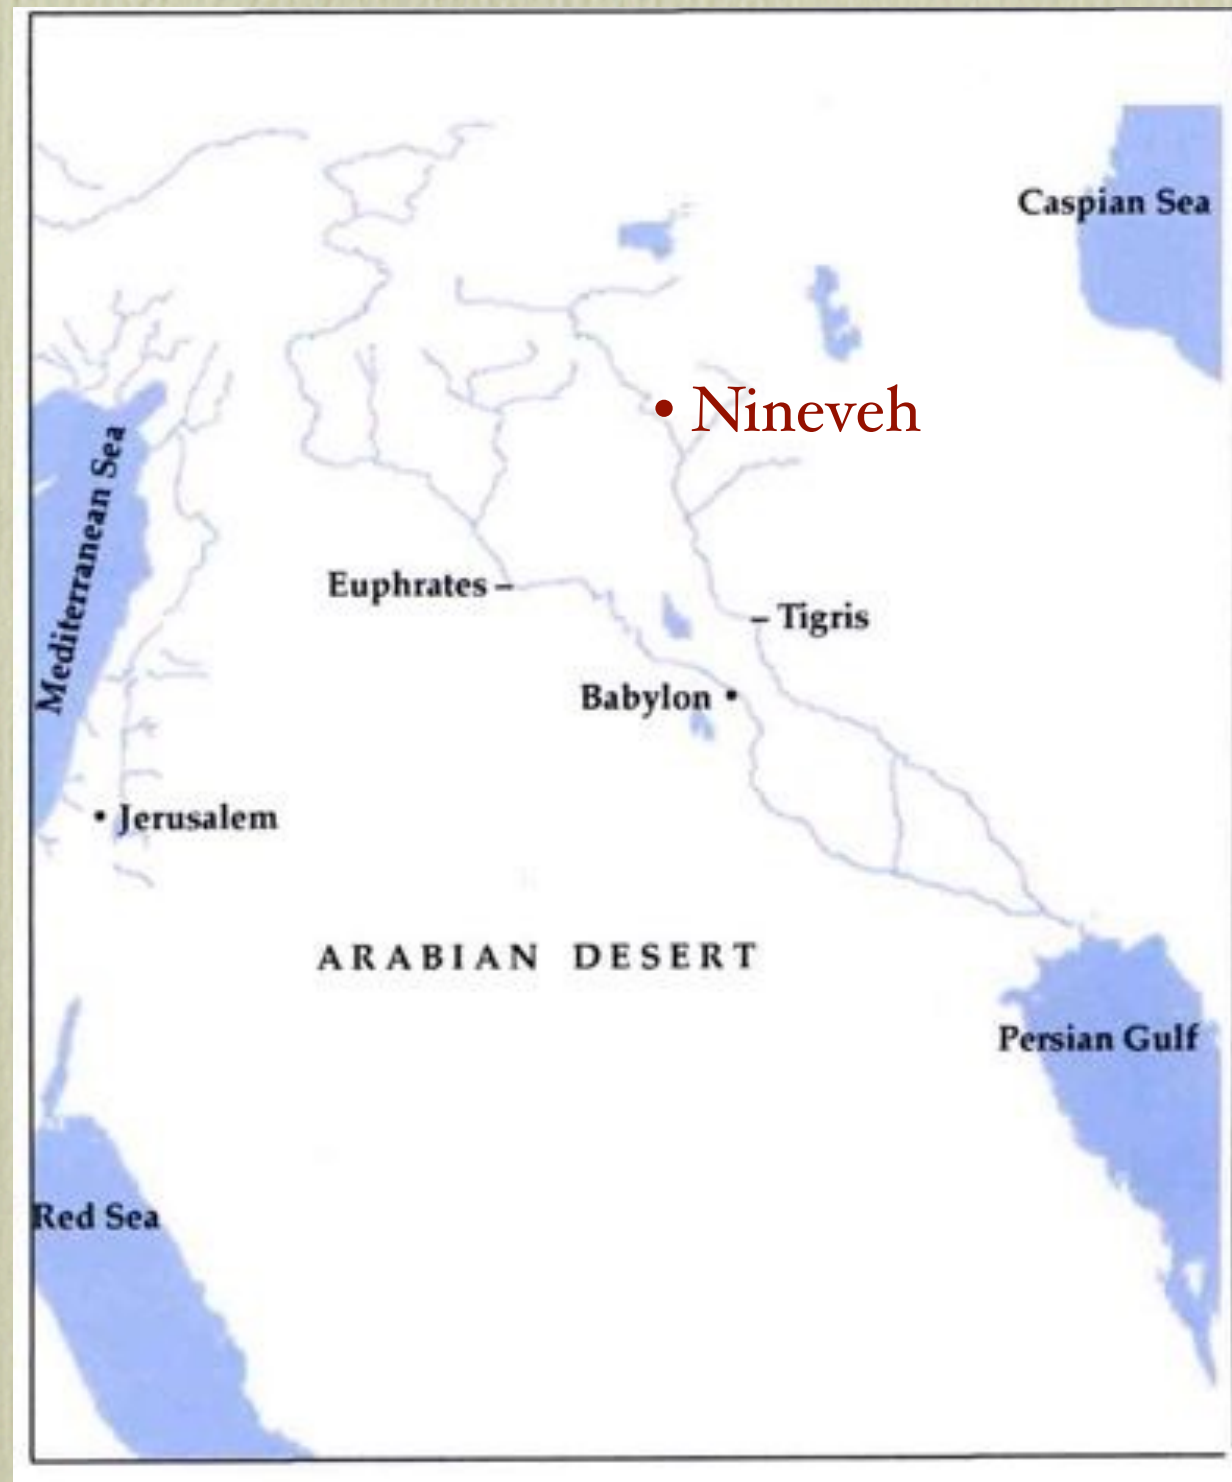 Caspian Sea
• Nineveh
Mediterranean Sea
Euphrates –
– Tigris
Babylon •
• Jerusalem
ARABIAN DESERT
Persian Gulf
Red Sea